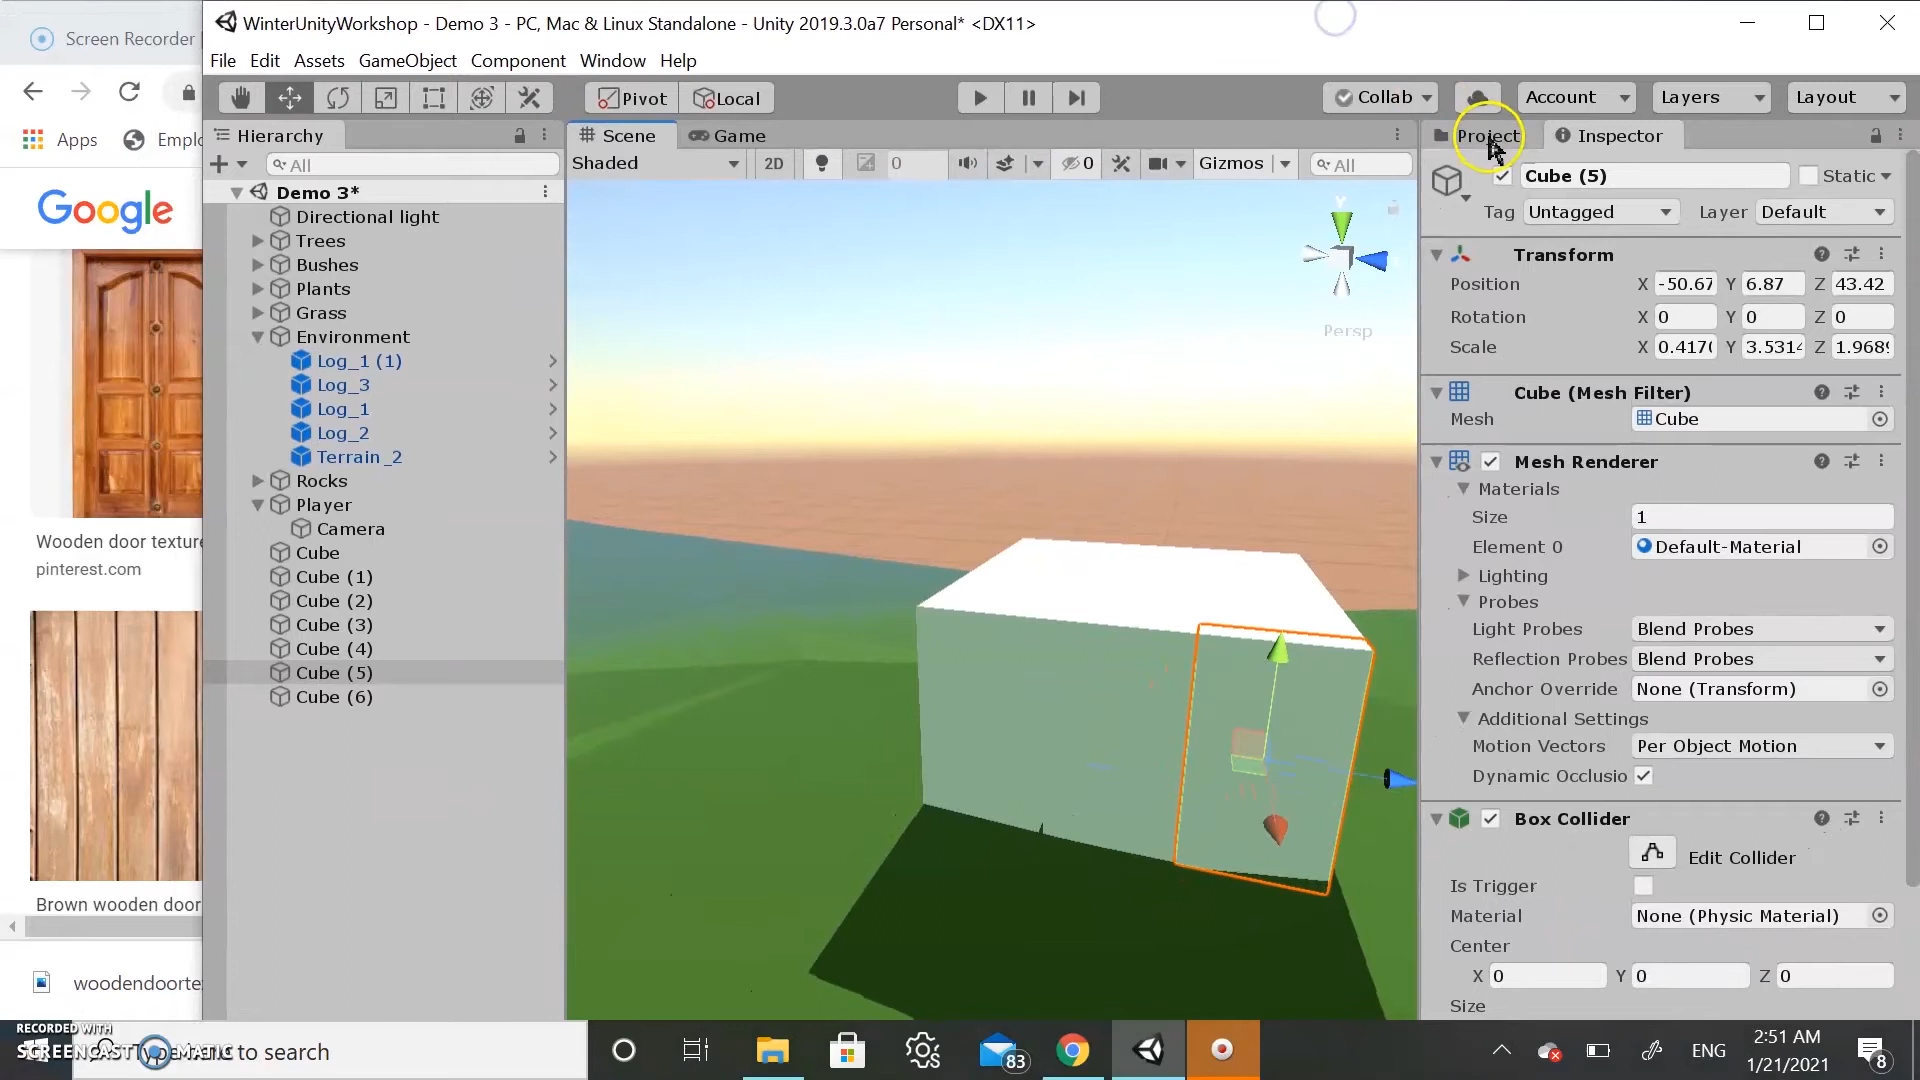 Screen Recorder
WinterUnityWorkshop - Demo 3 - PC, Mac & Linux Standalone - Unity 2019.3.0a7 Personal* <DX11>
File Edit Assets GameObject Component Window Help
Pivot Local Collab Account Layers Layout
Apps
Hierarchy Scene Game Project Inspector
All Shaded 2D 0 0 Gizmos All
Cube (5) Static
Tag Untagged Layer Default
Demo 3*
Directional light
Trees
Bushes
Plants
Grass
Environment
Log_1 (1)
Log_3
Log_1
Log_2
Terrain_2
Rocks
Player
Camera
Cube
Cube (1)
Cube (2)
Cube (3)
Cube (4)
Cube (5)
Cube (6)
Y
Persp
Transform
Position X -50.67 Y 6.87 Z 43.42
Rotation X 0 Y 0 Z 0
Scale X 0.417 Y 3.531 Z 1.968
Cube (Mesh Filter)
Mesh Cube
Mesh Renderer
Materials
Size 1
Element 0 Default-Material
Lighting
Probes
Light Probes Blend Probes
Reflection Probes Blend Probes
Anchor Override None (Transform)
Additional Settings
Motion Vectors Per Object Motion
Dynamic Occlusio
Box Collider
Edit Collider
Is Trigger
Material None (Physic Material)
Center
X 0 Y 0 Z 0
Size
Google
Wooden door texture
pinterest.com
Brown wooden door
woodendoorte
RECORDED WITH
SCREENCAST MATIC
to search
83
ENG
2:51 AM
1/21/2021
8